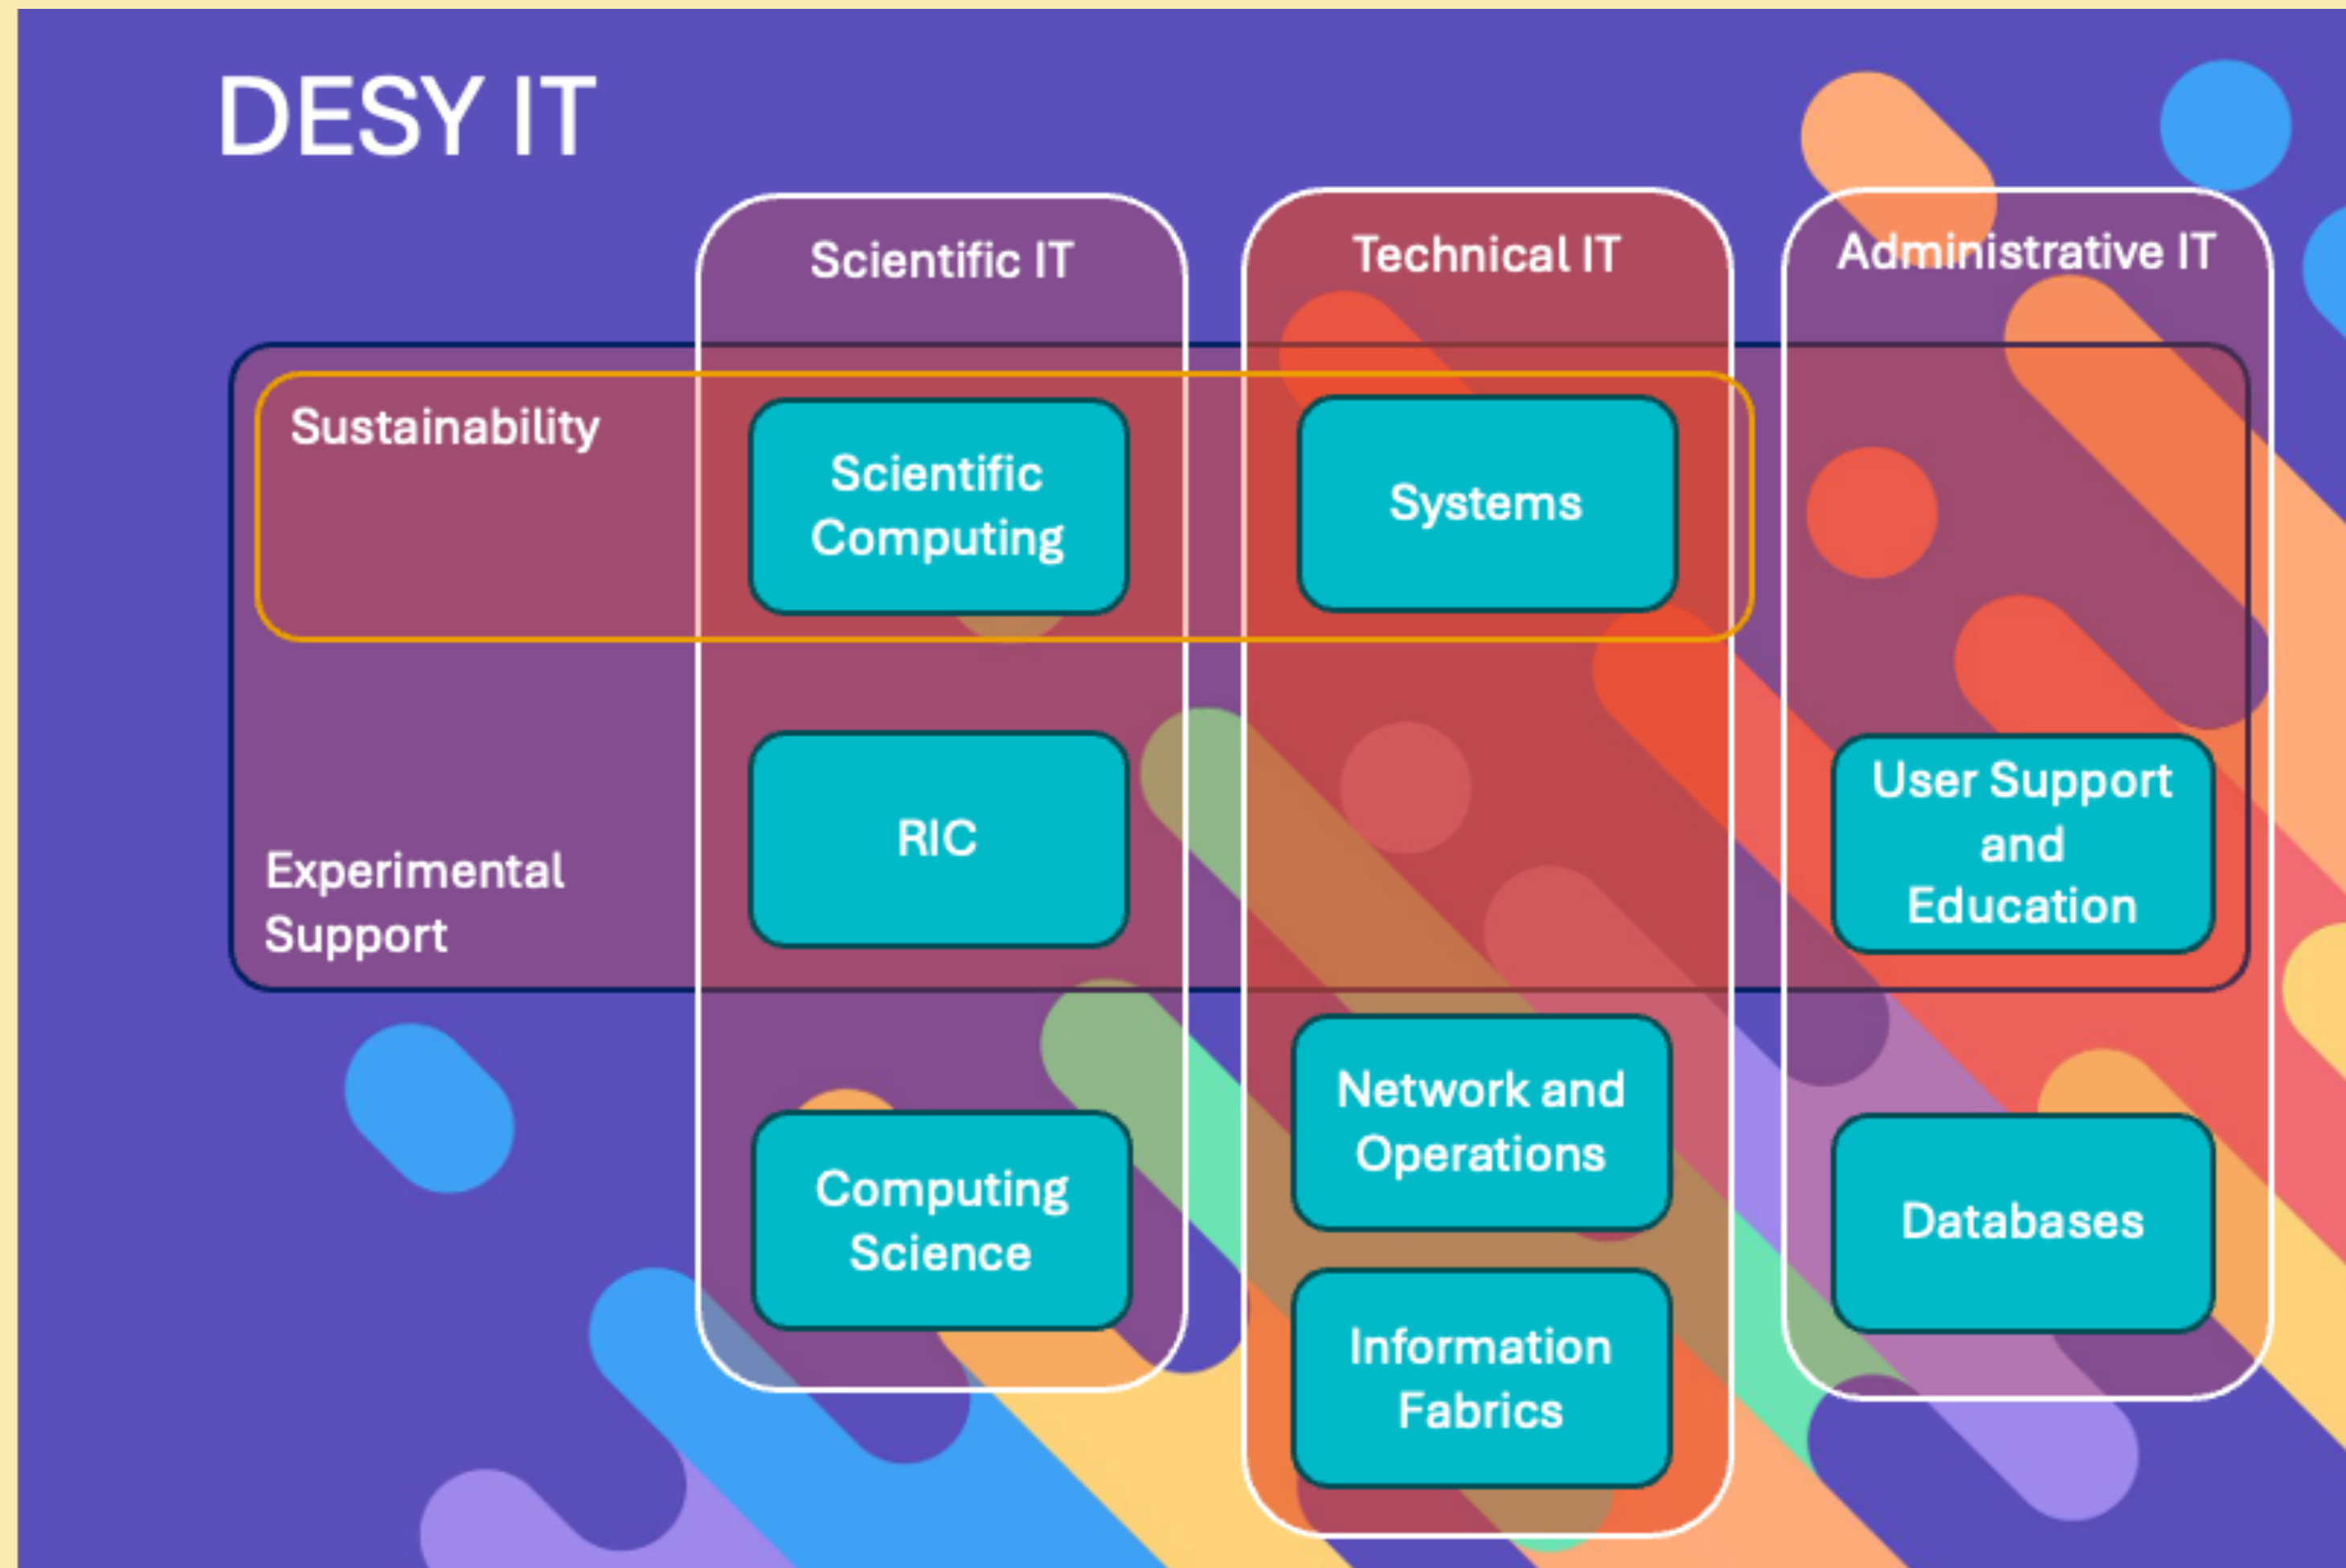 DESY IT
Scientific IT
Technical IT
Administrative IT
Sustainability
Scientific
Computing
Systems
RIC
User Support
and
Education
Experimental
Support
Computing
Science
Network and
Operations
Databases
Information
Fabrics